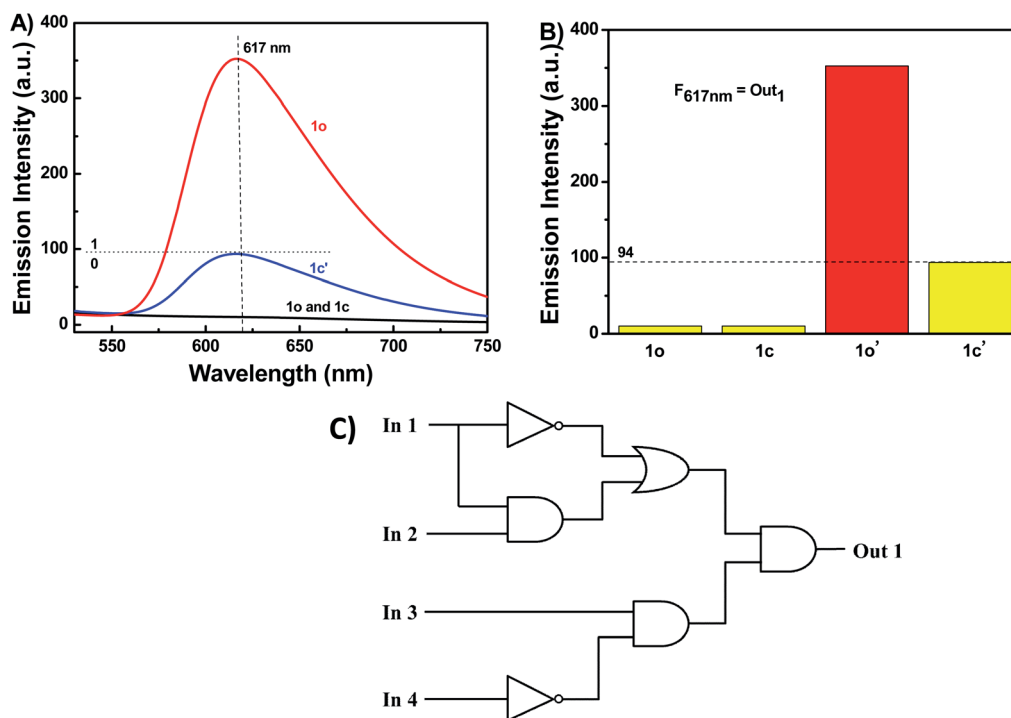 A)
400
300
200
100
0
1
0
617 nm
1o
1c'
1o and 1c
550
600
650
700
750
Emission Intensity (a.u.)
Wavelength (nm)
B)
400
300
200
100
0
F617nm = Out1
94
1o
1c
1o'
1c'
Emission Intensity (a.u.)
C)
In 1
In 2
In 3
In 4
Out 1